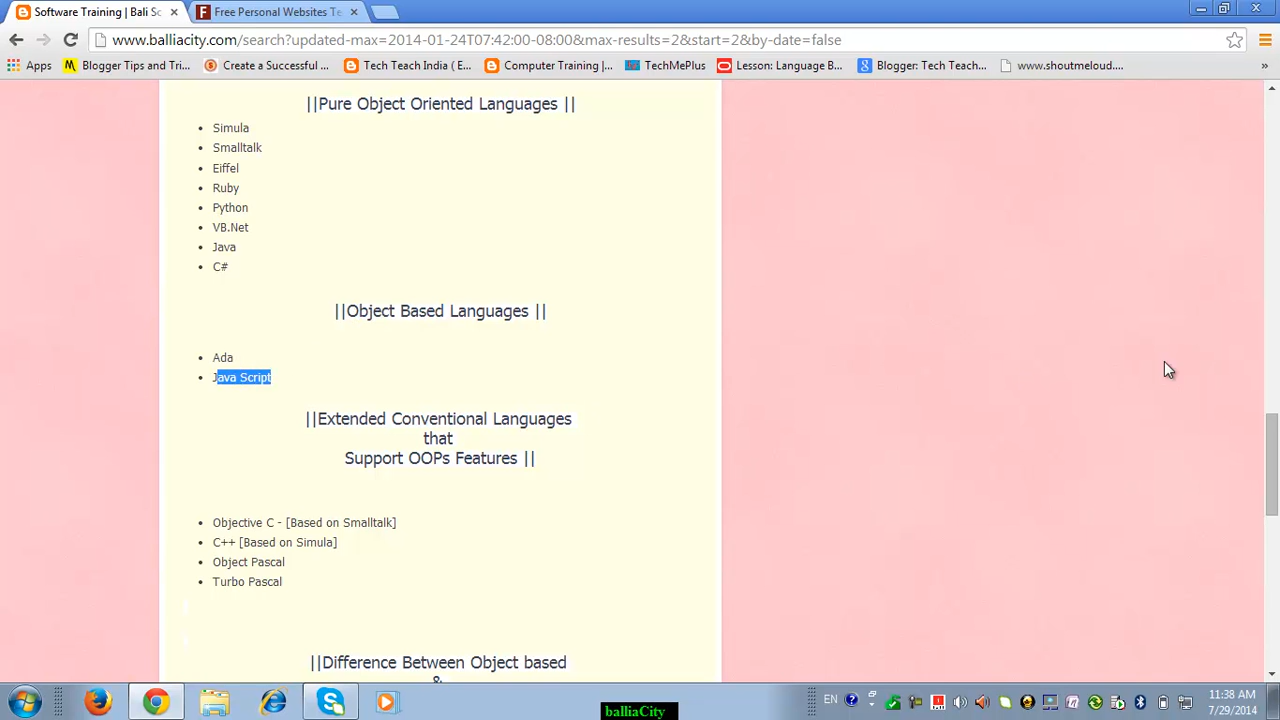 Software Training | Bali Sc
Free Personal Websites Te
www.balliacity.com/search?updated-max=2014-01-24T07:42:00-08:00&max-results=2&start=2&by-date=false
Apps Blogger Tips and Tri... Create a Successful ... Tech Teach India ( E... Computer Training |... TechMePlus Lesson: Language B... Blogger: Tech Teach... www.shoutmeloud.... »
||Pure Object Oriented Languages ||
• Simula
• Smalltalk
• Eiffel
• Ruby
• Python
• VB.Net
• Java
• C#
||Object Based Languages ||
• Ada
• Java Script
||Extended Conventional Languages
that
Support OOPs Features ||
• Objective C - [Based on Smalltalk]
• C++ [Based on Simula]
• Object Pascal
• Turbo Pascal
||Difference Between Object based
&
EN
11:38 AM
7/29/2014
balliaCity